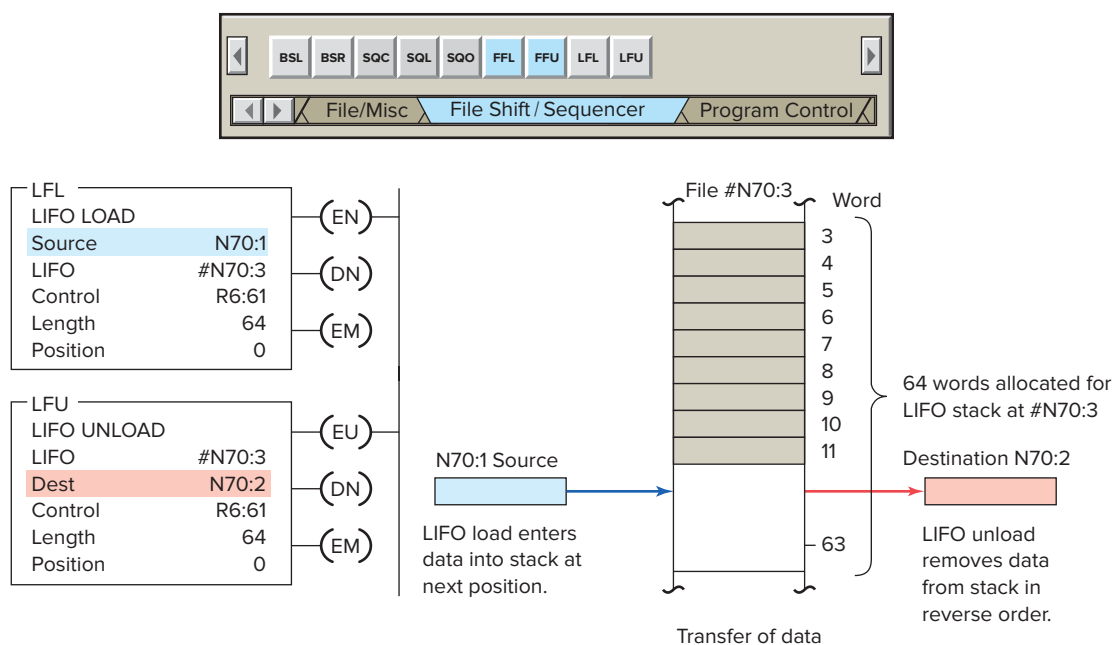 BSL BSR SQC SQL SQO FFL FFU LFL LFU
File/Misc File Shift/Sequencer Program Control
LFL
LIFO LOAD
Source N70:1
LIFO #N70:3
Control R6:61
Length 64
Position 0
EN
DN
EM
LFU
LIFO UNLOAD
LIFO #N70:3
Dest N70:2
Control R6:61
Length 64
Position 0
EU
DN
EM
N70:1 Source
LIFO load enters
data into stack at
next position.
File #N70:3
Word
3
4
5
6
7
8
9
10
11
63
64 words allocated for
LIFO stack at #N70:3
Destination N70:2
LIFO unload
removes data
from stack in
reverse order.
Transfer of data